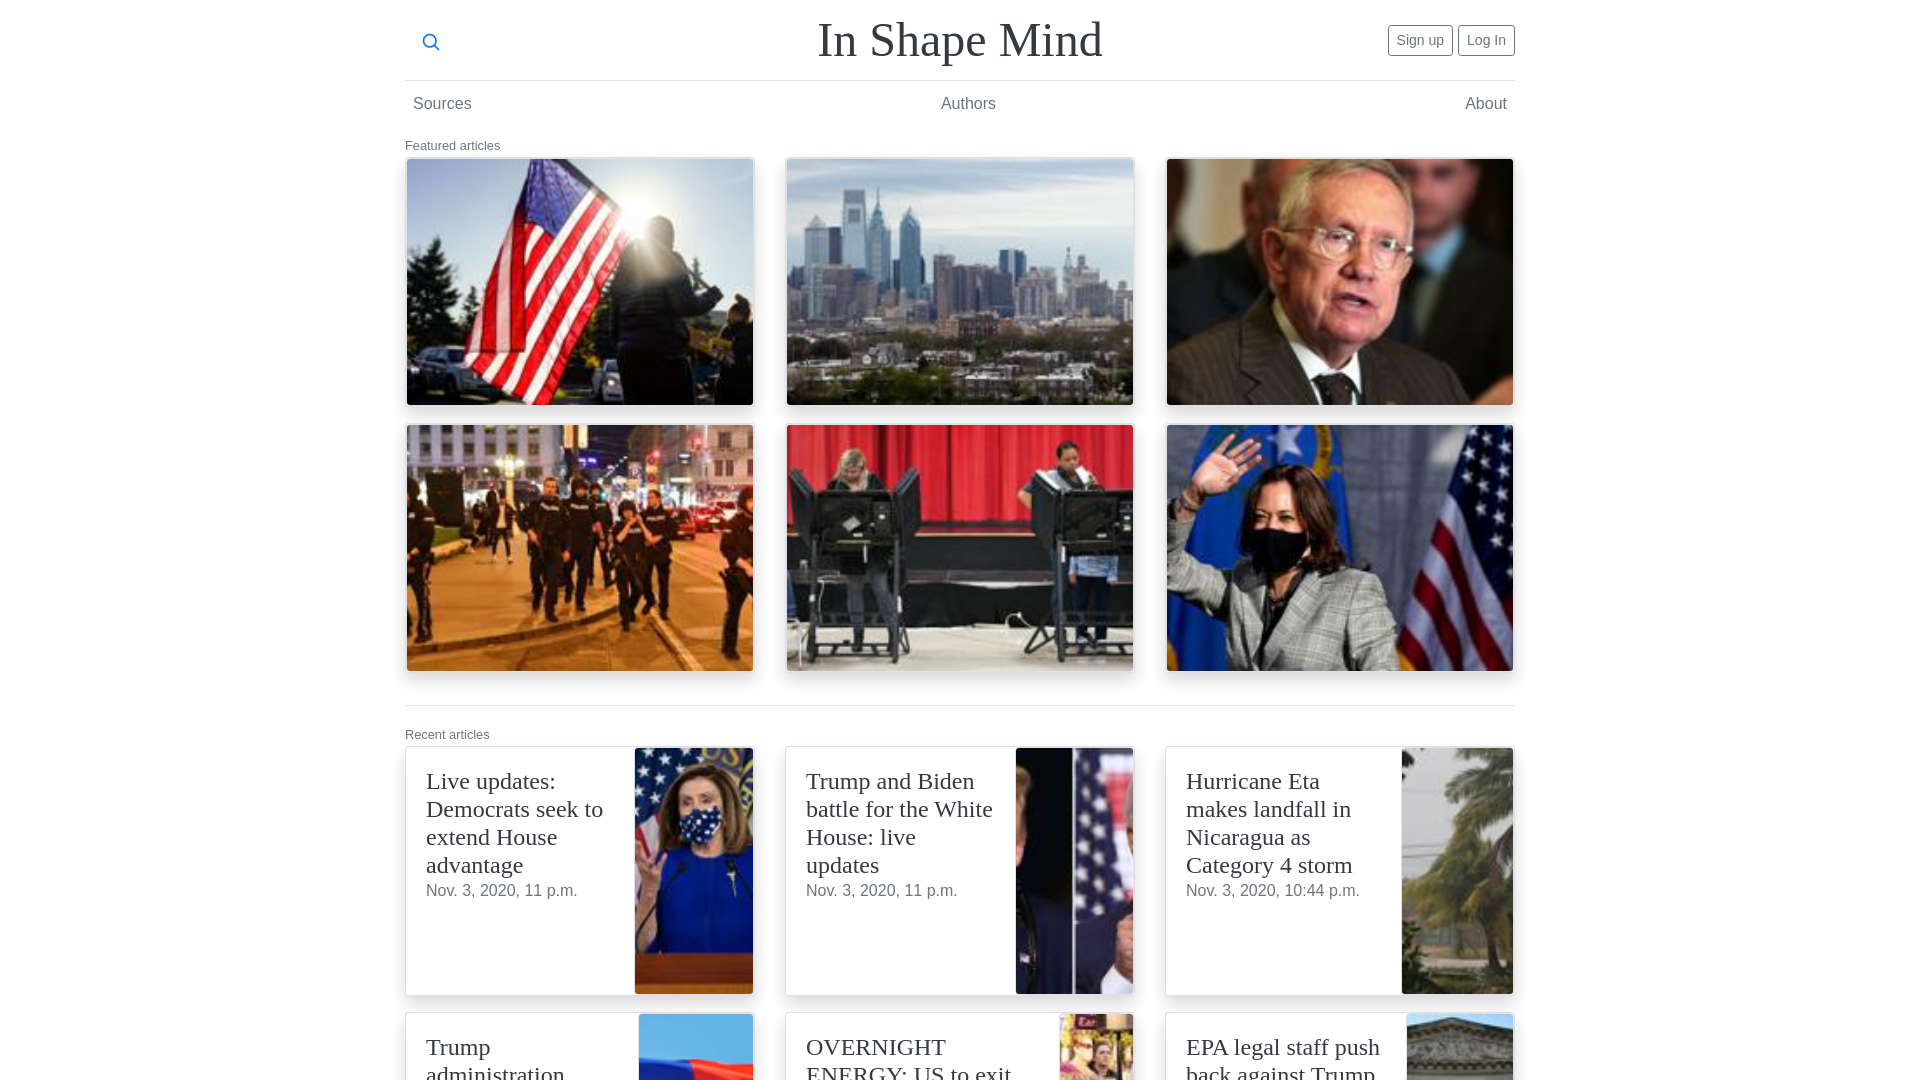 In Shape Mind
Sign up
Log In
Sources
Authors
About
Featured articles
Recent articles
Live updates:
Democrats seek to
extend House
advantage
Nov. 3, 2020, 11 p.m.
Trump and Biden
battle for the White
House: live
updates
Nov. 3, 2020, 11 p.m.
Hurricane Eta
makes landfall in
Nicaragua as
Category 4 storm
Nov. 3, 2020, 10:44 p.m.
Trump
administration
OVERNIGHT
ENERGY: US to exit
EPA legal staff push
back against Trump